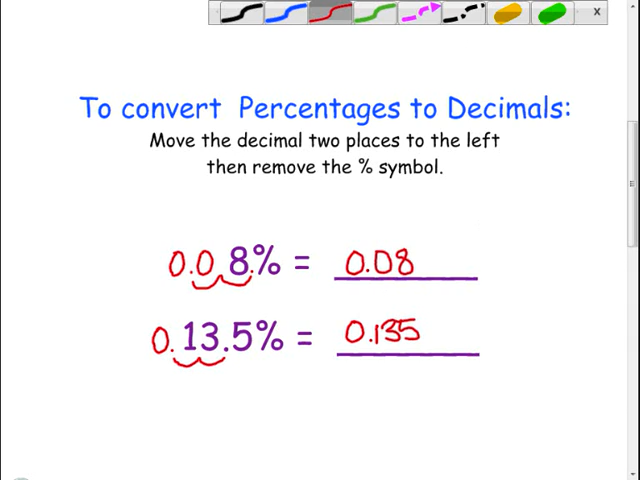 x
To convert Percentages to Decimals:
Move the decimal two places to the left
then remove the % symbol.
0.0 8.% = 0.08
0.13.5% = 0.135